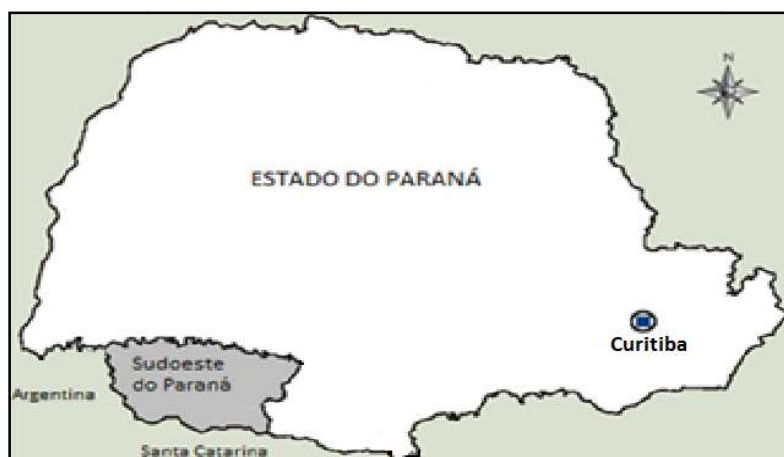 N
ESTADO DO PARANÁ
Curitiba
Sudoeste
do Paraná
Argentina
Santa Catarina